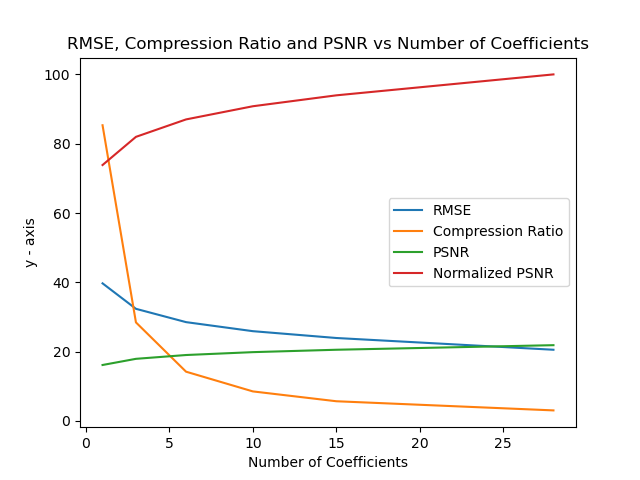 RMSE, Compression Ratio and PSNR vs Number of Coefficients
100
80
60
40
20
0
y - axis
RMSE
Compression Ratio
PSNR
Normalized PSNR
0 5 10 15 20 25
Number of Coefficients